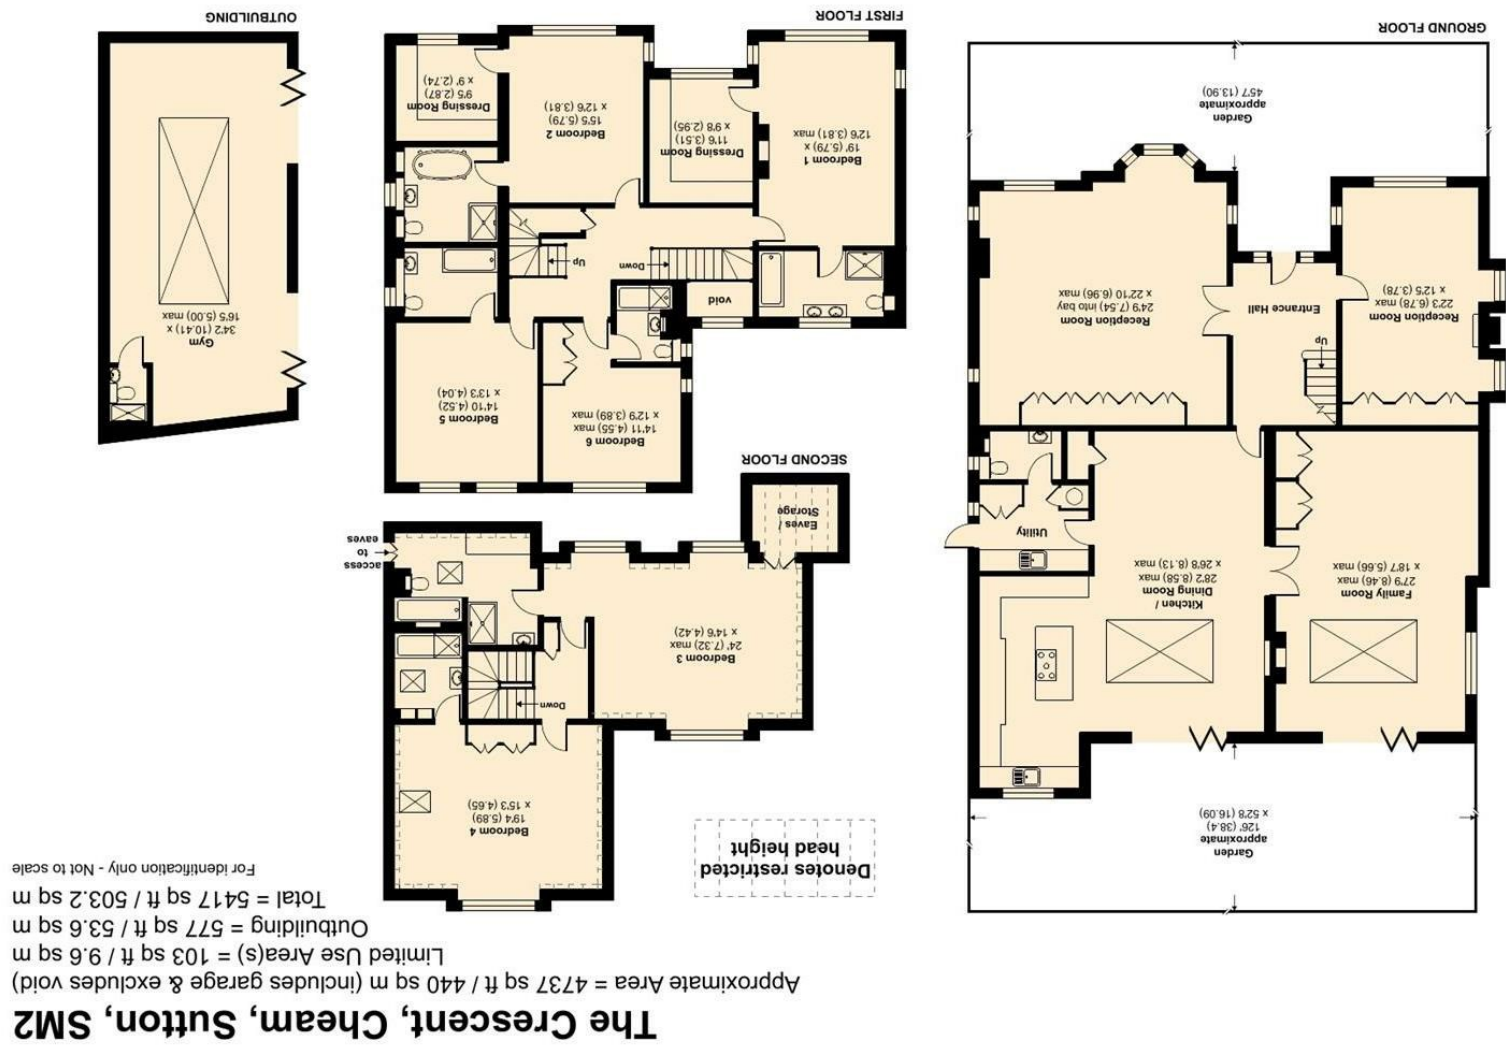 The Crescent, Cheam, Sutton, SM2
Approximate Area = 4737 sq ft / 440 sq m (includes garage & excludes void)
Limited Use Area(s) = 103 sq ft / 9.6 sq m
Outbuilding = 577 sq ft / 53.6 sq m
Total = 5417 sq ft / 503.2 sq m
For identification only - Not to scale
Garden
approximate
126' (38.4)
x 52'8 (16.09)
Denotes restricted
head height
Bedroom 4
19'4 (5.89)
x 15'3 (4.65)
Down
Bedroom 3
24' (7.32) max
x 14'6 (4.42)
access
to
eaves
Eaves /
Storage
SECOND FLOOR
Family Room
27'9 (8.46) max
x 18'7 (5.66)
Kitchen /
Dining Room
28'2 (8.58) max
x 26'8 (8.13) max
Utility
Reception Room
22'3 (6.78) max
x 12'5 (3.78)
Up
Entrance Hall
Reception Room
24'9 (7.54) into bay
x 22'10 (6.96) max
Garden
approximate
45'7 (13.90)
GROUND FLOOR
Bedroom 6
14'11 (4.55) max
x 12'9 (3.89) max
Bedroom 5
14'10 (4.52)
x 13'3 (4.04)
void
Down
Up
Bedroom 1
19' (5.79) x
12'6 (3.81) max
Dressing Room
11'6 (3.51)
x 9'8 (2.95)
Bedroom 2
15'5 (5.79)
x 12'6 (3.81)
Dressing Room
9'5 (2.87)
x 9' (2.74)
FIRST FLOOR
Gym
34'2 (10.41) x
16'5 (5.00) max
OUTBUILDING